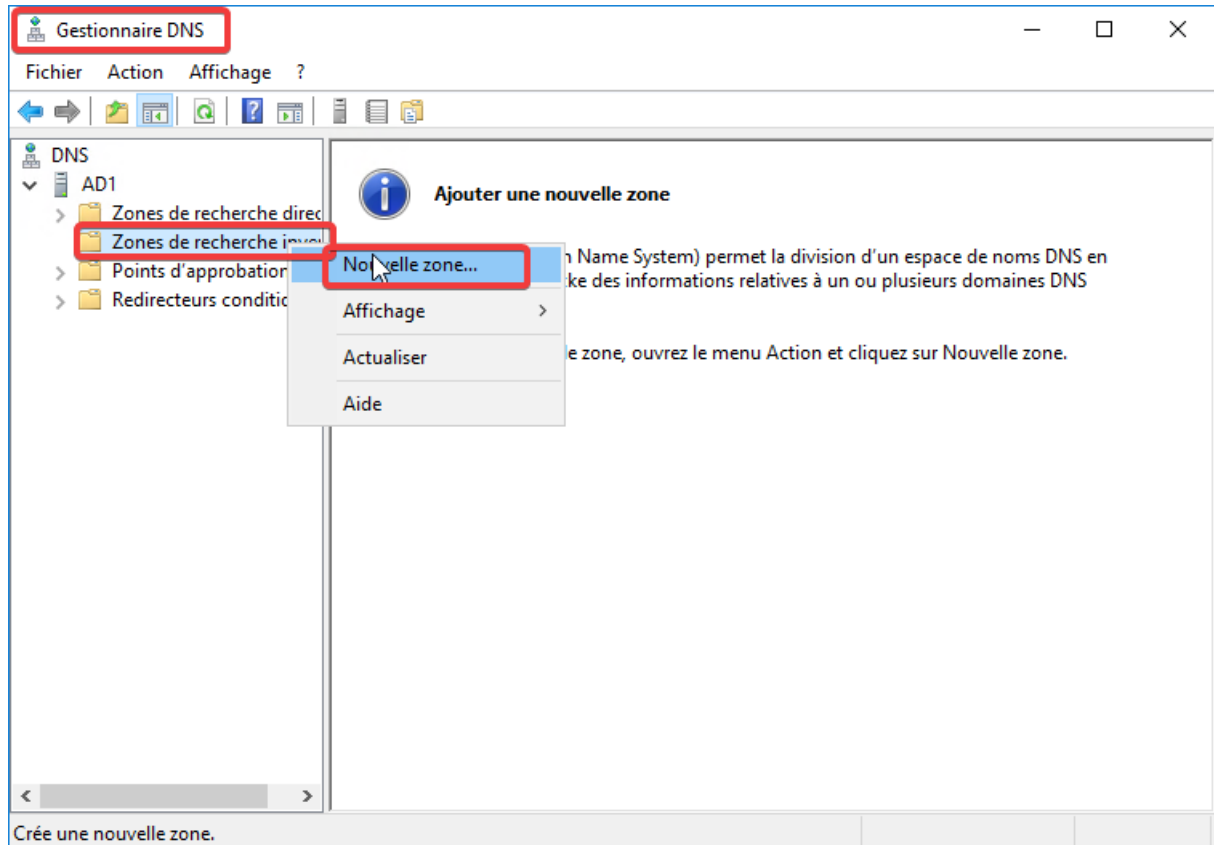 Gestionnaire DNS
Fichier Action Affichage ?
DNS
AD1
Zones de recherche direc
Zones de recherche inve
Points d'approbation
Redirecteurs conditic
Nouvelle zone...
Affichage
Actualiser
Aide
Ajouter une nouvelle zone
n Name System) permet la division d'un espace de noms DNS en
ke des informations relatives à un ou plusieurs domaines DNS
e zone, ouvrez le menu Action et cliquez sur Nouvelle zone.
Crée une nouvelle zone.